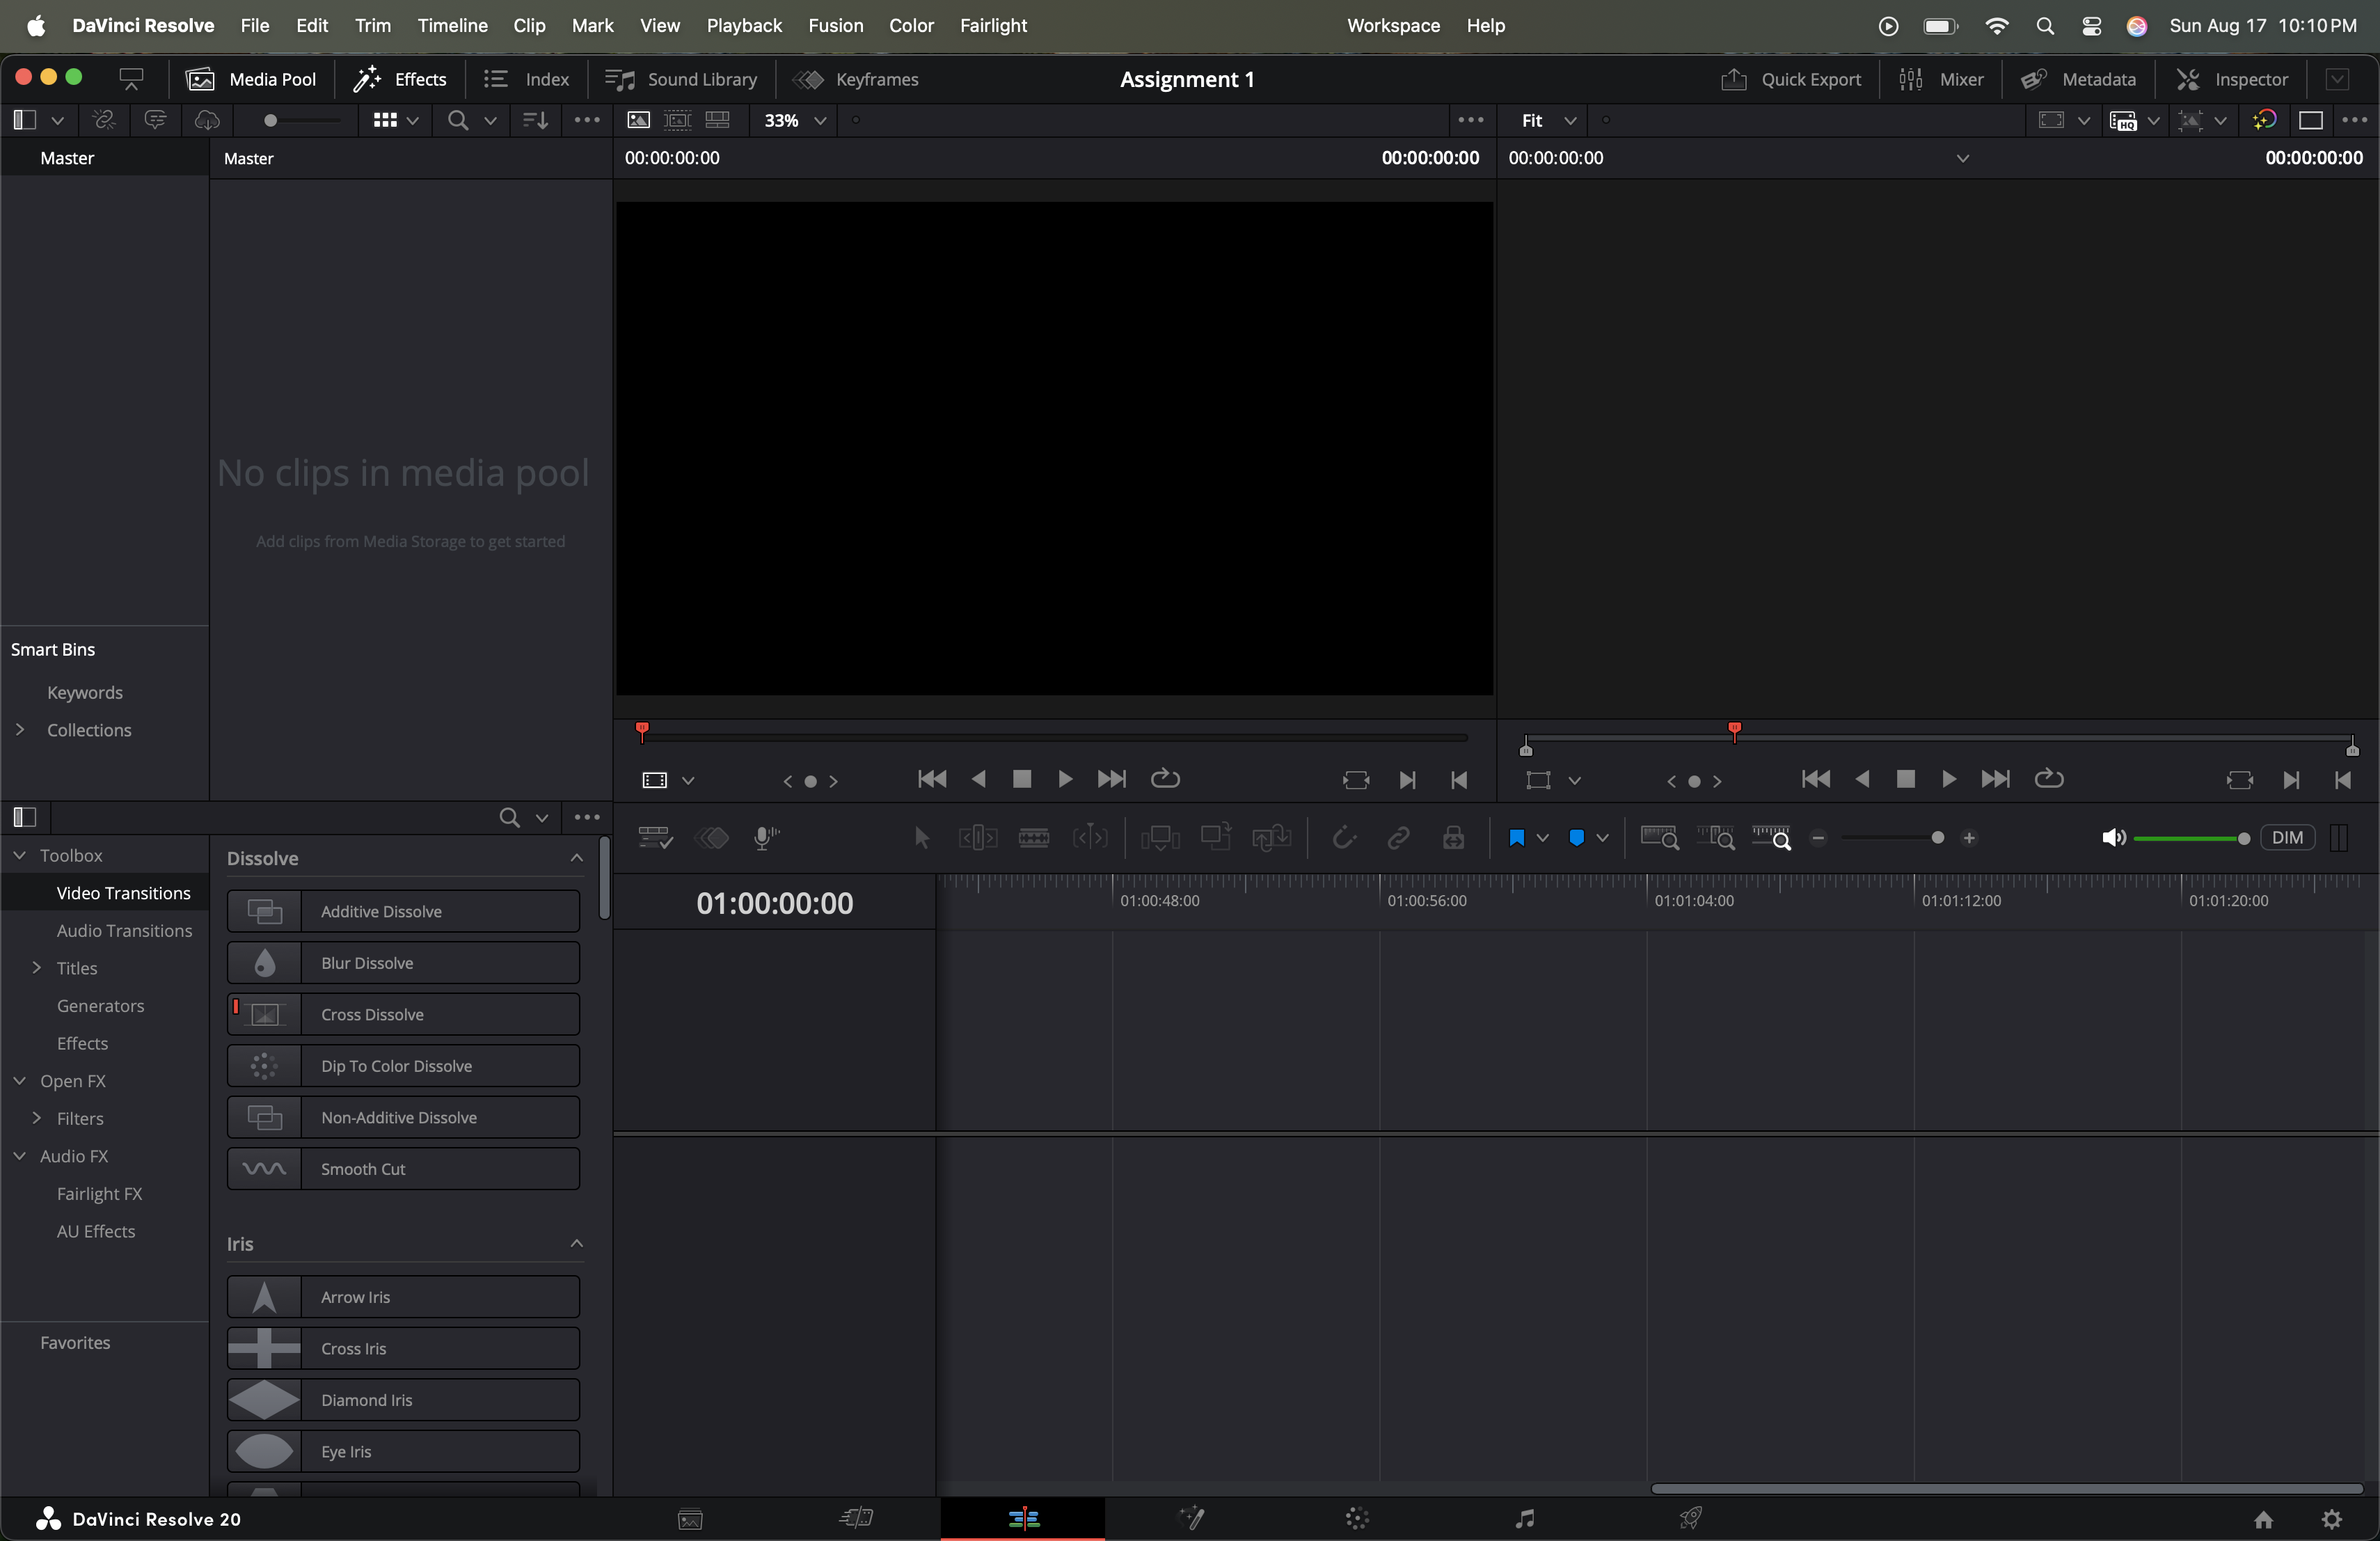 DaVinci Resolve File Edit Trim Timeline Clip Mark View Playback Fusion Color Fairlight Workspace Help Sun Aug 17 10:10 PM
Media Pool Effects Index Sound Library Keyframes Assignment 1 Quick Export Mixer Metadata Inspector
33% Fit HQ
Master Master 00:00:00:00 00:00:00:00 00:00:00:00 00:00:00:00
No clips in media pool
Add clips from Media Storage to get started
Smart Bins
Keywords
Collections
DIM
Toolbox
Video Transitions
Audio Transitions
Titles
Generators
Effects
Open FX
Filters
Audio FX
Fairlight FX
AU Effects
Favorites
Dissolve
Additive Dissolve
Blur Dissolve
Cross Dissolve
Dip To Color Dissolve
Non-Additive Dissolve
Smooth Cut
Iris
Arrow Iris
Cross Iris
Diamond Iris
Eye Iris
01:00:00:00 01:00:48:00 01:00:56:00 01:01:04:00 01:01:12:00 01:01:20:00
DaVinci Resolve 20